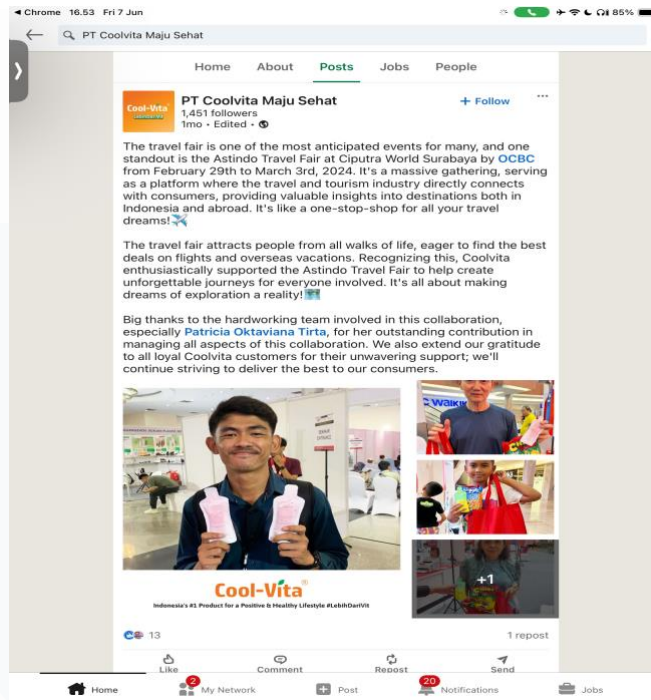 Chrome 16.53 Fri 7 Jun
85%
PT Coolvita Maju Sehat
Home About Posts Jobs People
Cool-Vita
PT Coolvita Maju Sehat
+ Follow
1,451 followers
1mo • Edited •
The travel fair is one of the most anticipated events for many, and one
standout is the Astindo Travel Fair at Ciputra World Surabaya by OCBC
from February 29th to March 3rd, 2024. It's a massive gathering, serving
as a platform where the travel and tourism industry directly connects
with consumers, providing valuable insights into destinations both in
Indonesia and abroad. It's like a one-stop-shop for all your travel
dreams!
The travel fair attracts people from all walks of life, eager to find the best
deals on flights and overseas vacations. Recognizing this, Coolvita
enthusiastically supported the Astindo Travel Fair to help create
unforgettable journeys for everyone involved. It's all about making
dreams of exploration a reality!
Big thanks to the hardworking team involved in this collaboration,
especially Patricia Oktaviana Tirta, for her outstanding contribution in
managing all aspects of this collaboration. We also extend our gratitude
to all loyal Coolvita customers for their unwavering support; we'll
continue striving to deliver the best to our consumers.
+1
Cool-Vita®
Indonesia's #1 Product for a Positive & Healthy Lifestyle #LebihDariVit
13
1 repost
Like Comment Repost Send
2 20
Home My Network Post Notifications Jobs